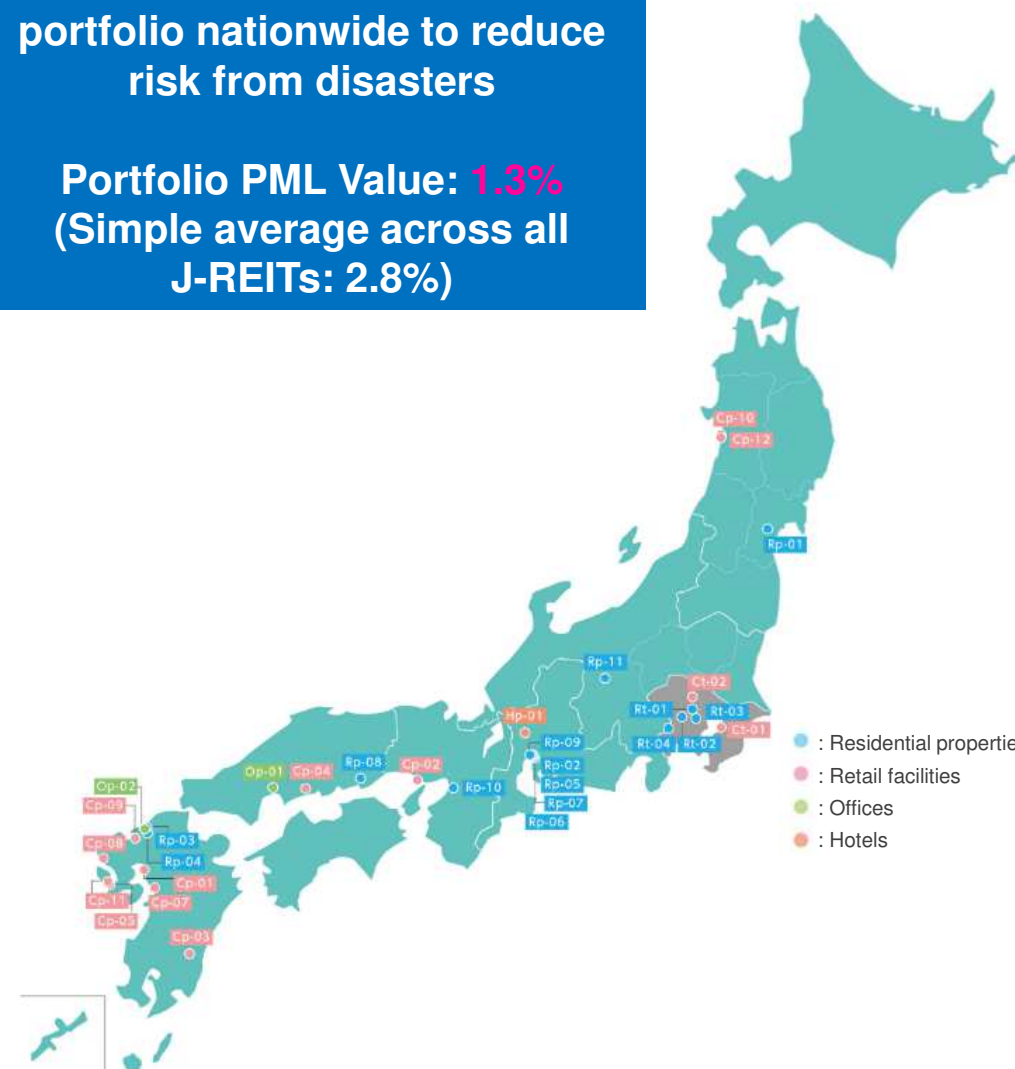 portfolio nationwide to reduce
risk from disasters
Portfolio PML Value: 1.3%
(Simple average across all
J-REITs: 2.8%)
Cp-10
Cp-12
Rp-01
Rp-11
Ct-02
Rt-01
Rt-03
Ct-01
Rt-04
Rt-02
Hp-01
Rp-09
Rp-02
Rp-05
Rp-07
Rp-06
Op-01
Cp-04
Rp-08
Cp-02
Rp-10
Op-02
Cp-09
Rp-03
Cp-08
Rp-04
Cp-01
Cp-11
Cp-07
Cp-05
Cp-03
: Residential propertie
: Retail facilities
: Offices
: Hotels